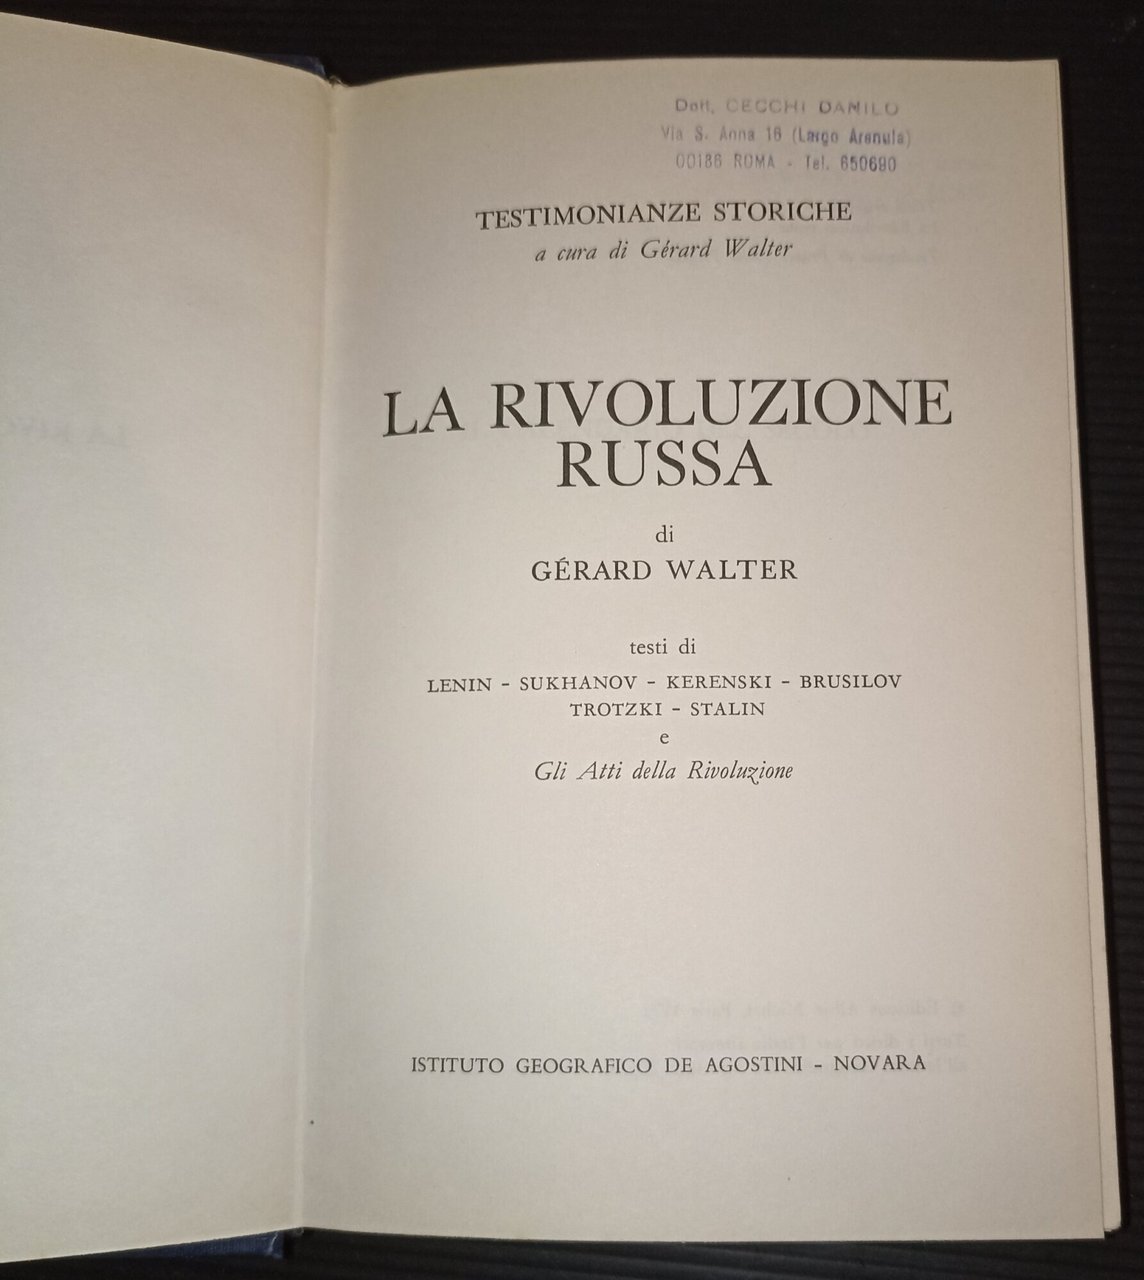 Dott. CECCHI DANILO
Via S. Anna 16 (Largo Arenula)
00186 ROMA - Tel. 650690
TESTIMONIANZE STORICHE
a cura di Gérard Walter
LA RIVOLUZIONE
RUSSA
di
GÉRARD WALTER
testi di
LENIN - SUKHANOV - KERENSKI - BRUSILOV
TROTZKI - STALIN
e
Gli Atti della Rivoluzione
ISTITUTO GEOGRAFICO DE AGOSTINI - NOVARA